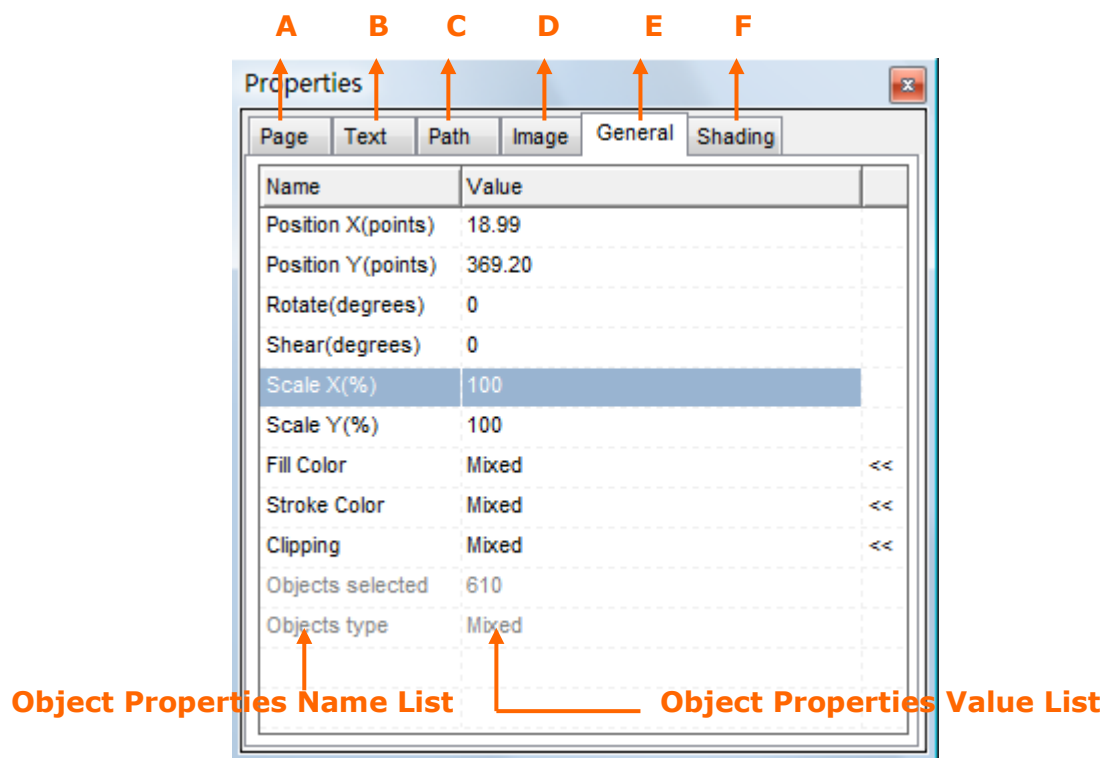 A B C D E F
Properties
Page Text Path Image General Shading
Name Value
Position X(points) 18.99
Position Y(points) 369.20
Rotate(degrees) 0
Shear(degrees) 0
Scale X(%) 100
Scale Y(%) 100
Fill Color Mixed <<
Stroke Color Mixed <<
Clipping Mixed <<
Objects selected 610
Objects type Mixed
Object Properties Name List Object Properties Value List